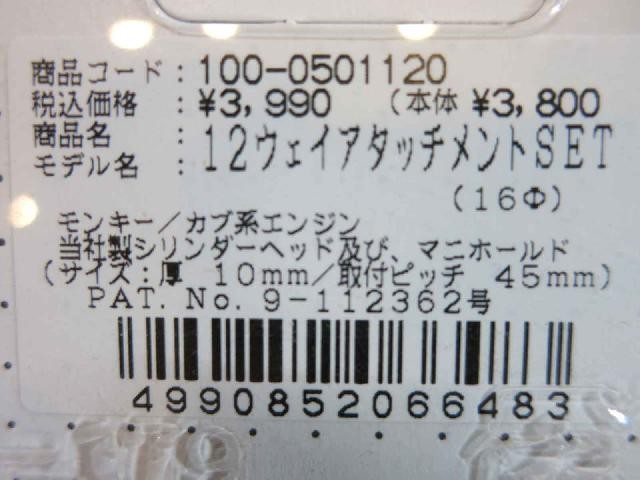 商品コード：100-0501120
税込価格：¥3,990 （本体 ¥3,800
商品名：12ウェイアタッチメントSET
モデル名：
（16Φ）
モンキー／カブ系エンジン
当社製シリンダーヘッド及び、マニホールド
（サイズ：厚 10mm／取付ピッチ 45mm）
PAT. No. 9-112362号
4990852066483